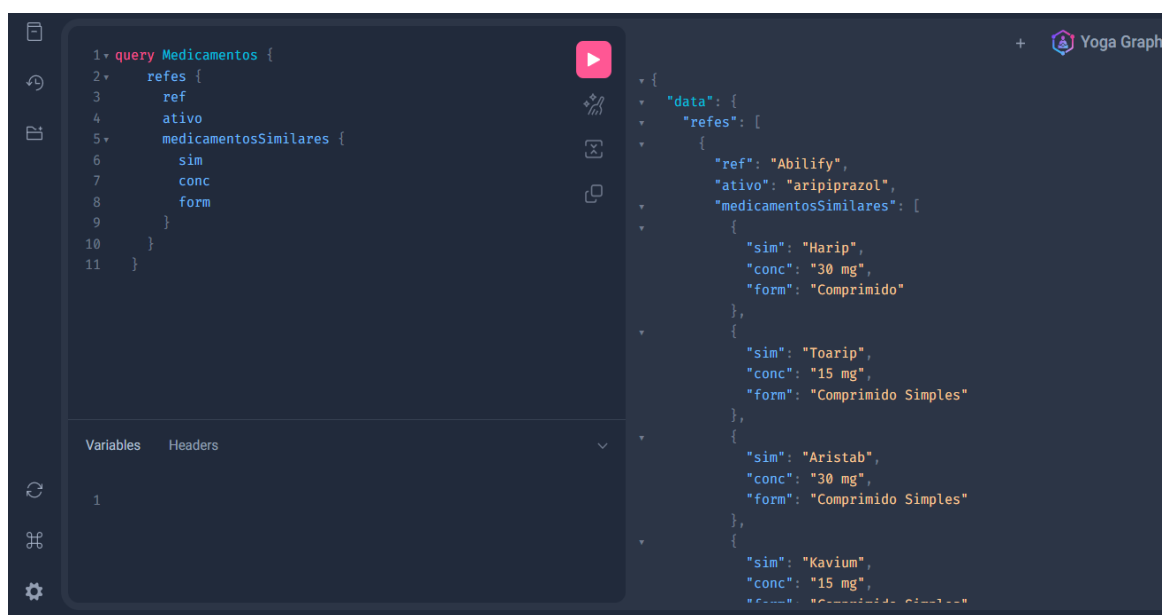 1 query Medicamentos {
2 refes {
3 ref
4 ativo
5 medicamentosSimilares {
6 sim
7 conc
8 form
9 }
10 }
11 }
Variables Headers
1
+ Yoga Graph
{
"data": {
"refes": [
{
"ref": "Abilify",
"ativo": "aripiprazol",
"medicamentosSimilares": [
{
"sim": "Harip",
"conc": "30 mg",
"form": "Comprimido"
},
{
"sim": "Toarip",
"conc": "15 mg",
"form": "Comprimido Simples"
},
{
"sim": "Aristab",
"conc": "30 mg",
"form": "Comprimido Simples"
},
{
"sim": "Kavium",
"conc": "15 mg",
"form": "Comprimido Simples"